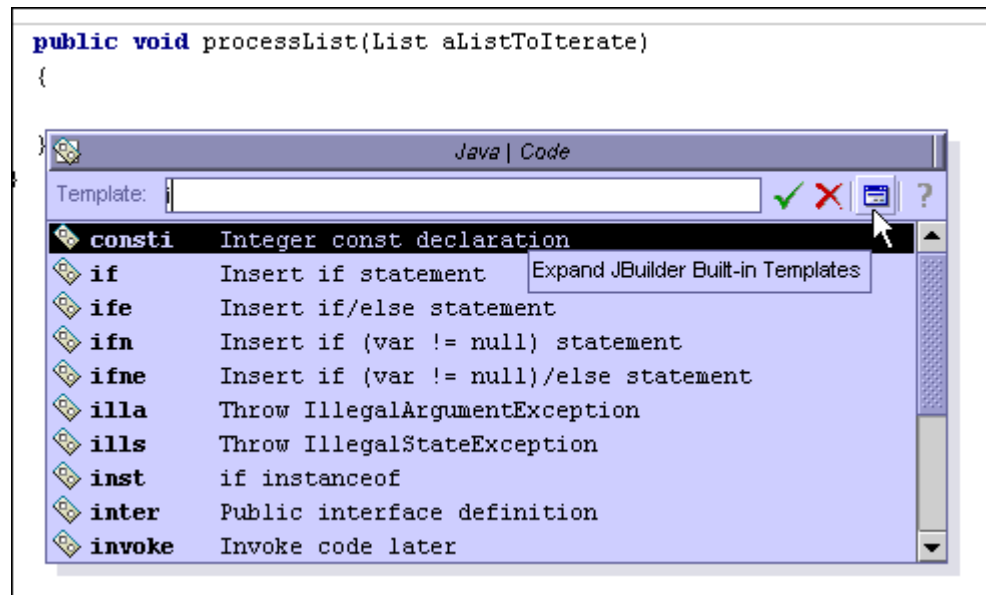 public void processList(List aListToIterate)
{
}
Java | Code
Template: i
?
consti Integer const declaration
Expand JBuilder Built-in Templates
if Insert if statement
ife Insert if/else statement
ifn Insert if (var != null) statement
ifne Insert if (var != null)/else statement
illa Throw IllegalArgumentException
ills Throw IllegalStateException
inst if instanceof
inter Public interface definition
invoke Invoke code later